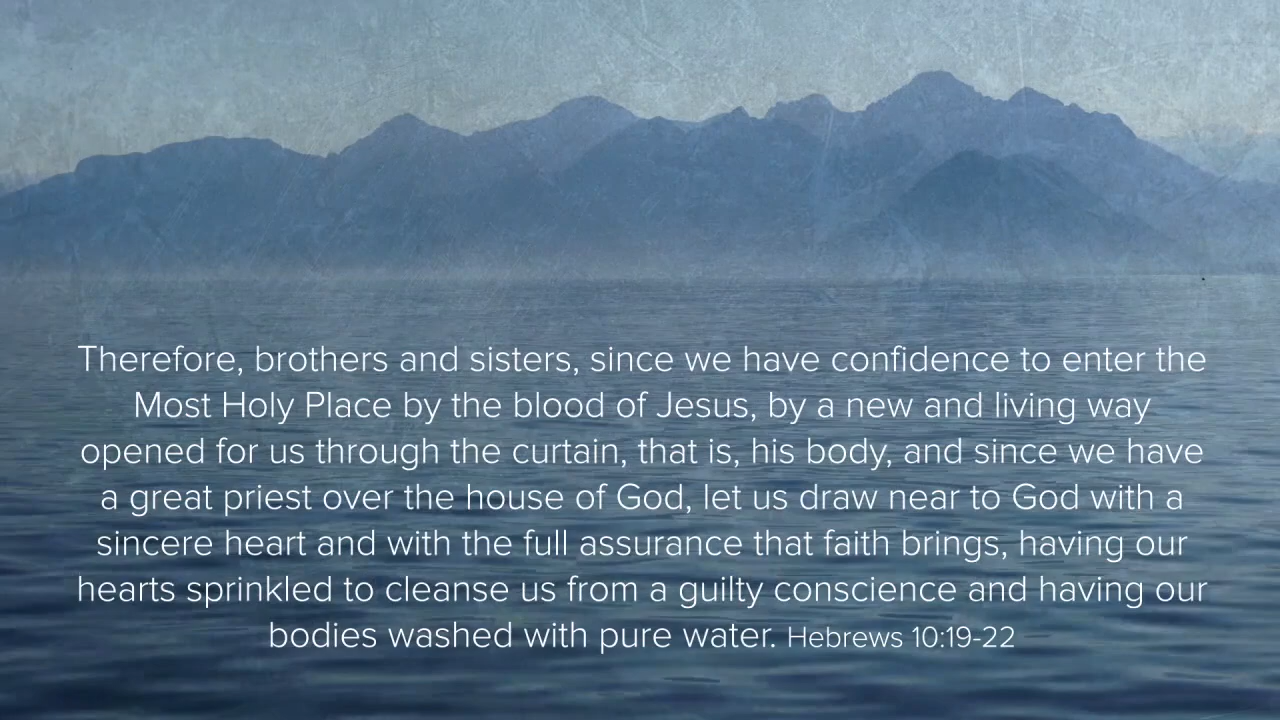 Therefore, brothers and sisters, since we have confidence to enter the
Most Holy Place by the blood of Jesus, by a new and living way
opened for us through the curtain, that is, his body, and since we have
a great priest over the house of God, let us draw near to God with a
sincere heart and with the full assurance that faith brings, having our
hearts sprinkled to cleanse us from a guilty conscience and having our
bodies washed with pure water. Hebrews 10:19-22